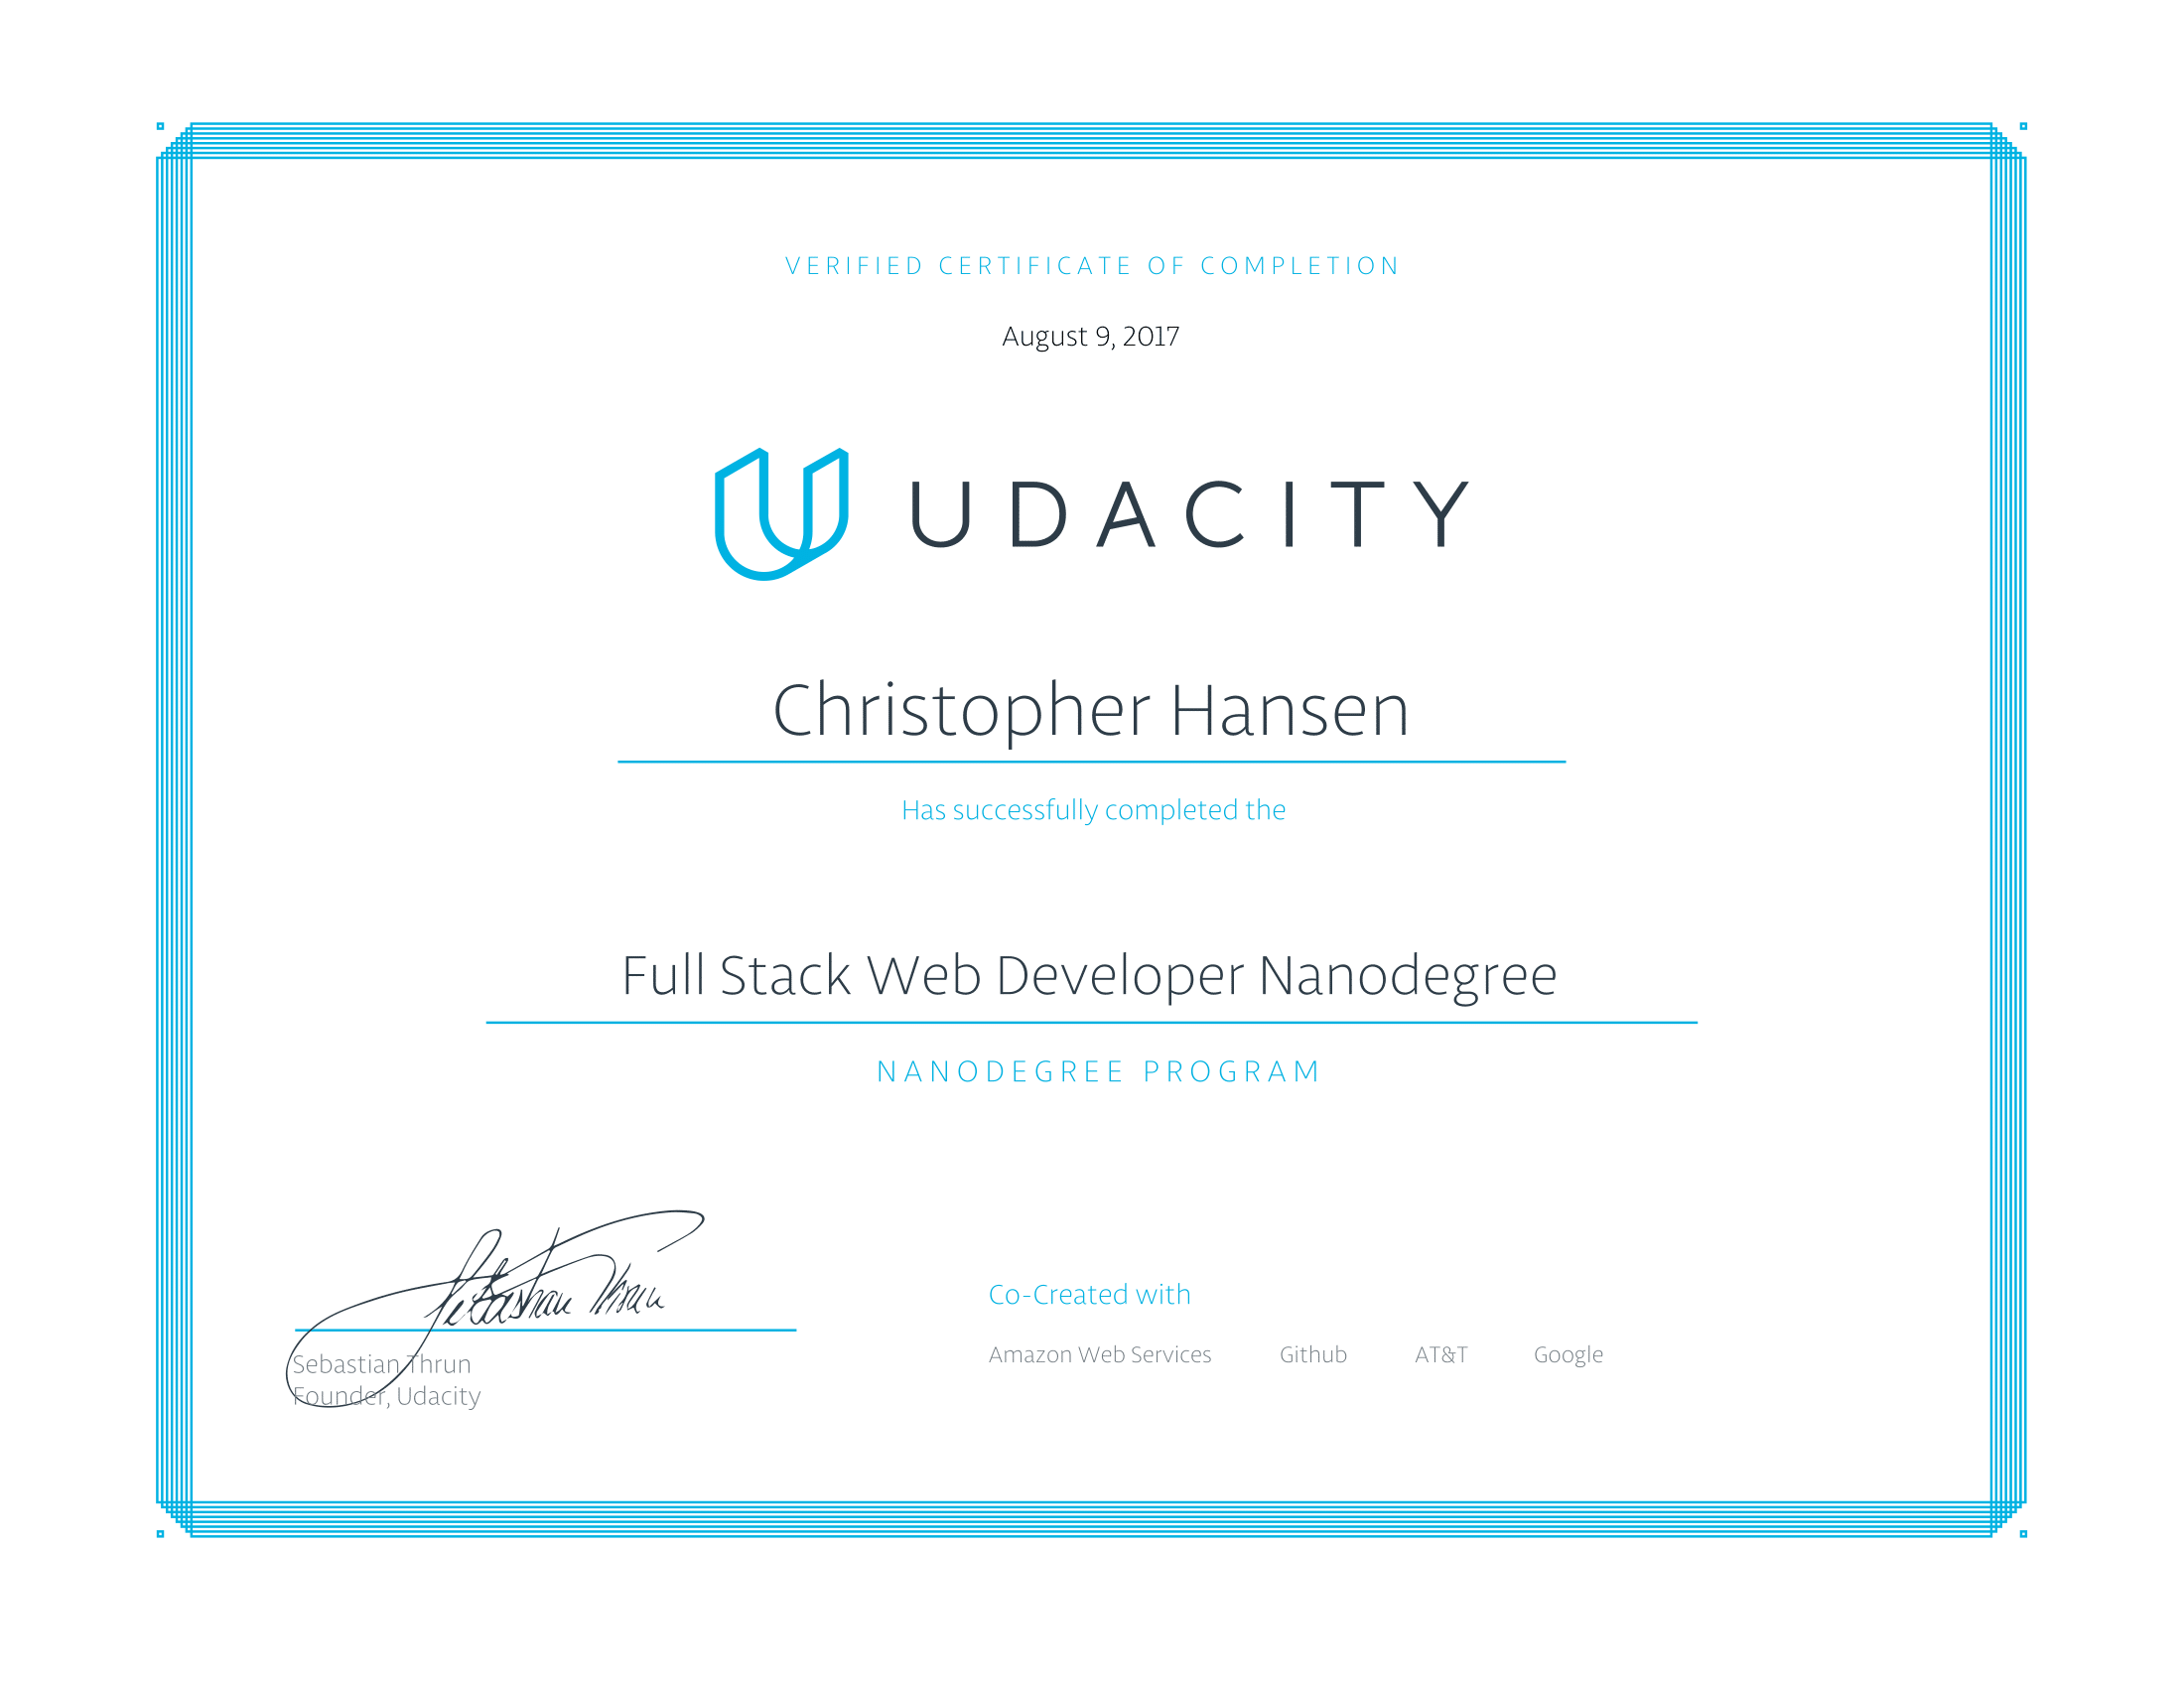 VERIFIED CERTIFICATE OF COMPLETION
August 9, 2017
UDACITY
Christopher Hansen
Has successfully completed the
Full Stack Web Developer Nanodegree
NANODEGREE PROGRAM
Sebastian Thrun
Sebastian Thrun
Founder, Udacity
Co-Created with
Amazon Web Services Github AT&T Google